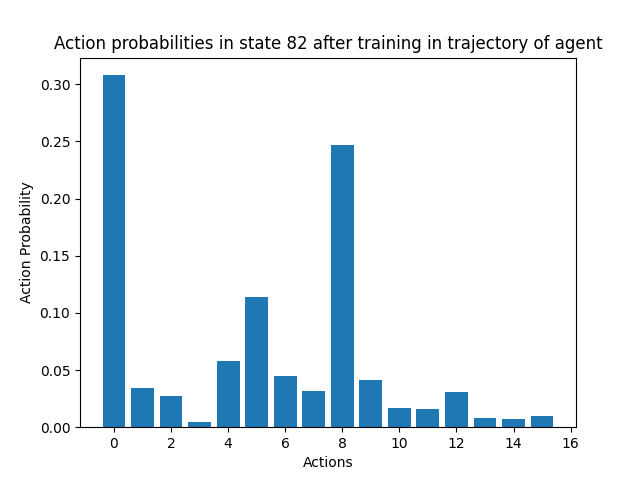 Action probabilities in state 82 after training in trajectory of agent
0.30
0.25
0.20
0.15
0.10
0.05
0.00
Action Probability
0 2 4 6 8 10 12 14 16
Actions